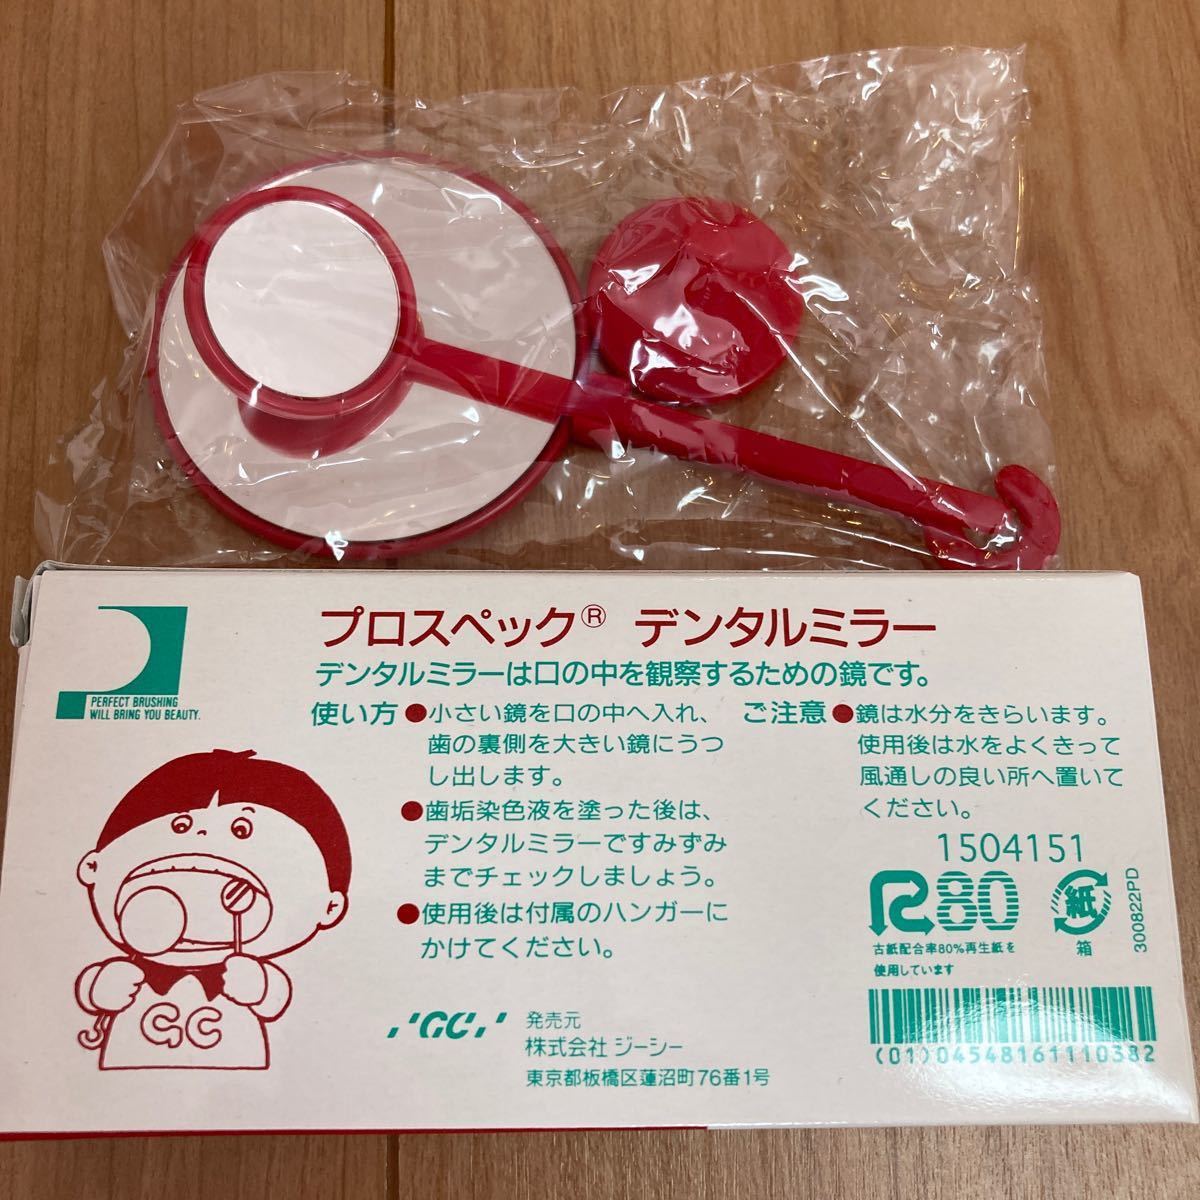 プロスペック® デンタルミラー
デンタルミラーは口の中を観察するための鏡です。
PERFECT BRUSHING
WILL BRING YOU BEAUTY.
使い方 ●小さい鏡を口の中へ入れ、
歯の裏側を大きい鏡にうつ
し出します。
●歯垢染色液を塗った後は、
デンタルミラーですみずみ
までチェックしましょう。
●使用後は付属のハンガーに
かけてください。
ご注意 ●鏡は水分をきらいます。
使用後は水をよくきって
風通しの良い所へ置いて
ください。
1504151
R80
古紙配合率80%再生紙を
使用しています
紙
箱
300822PD
GC
'GC'
発売元
株式会社 ジーシー
東京都板橋区蓮沼町76番1号
(01)04548161110382